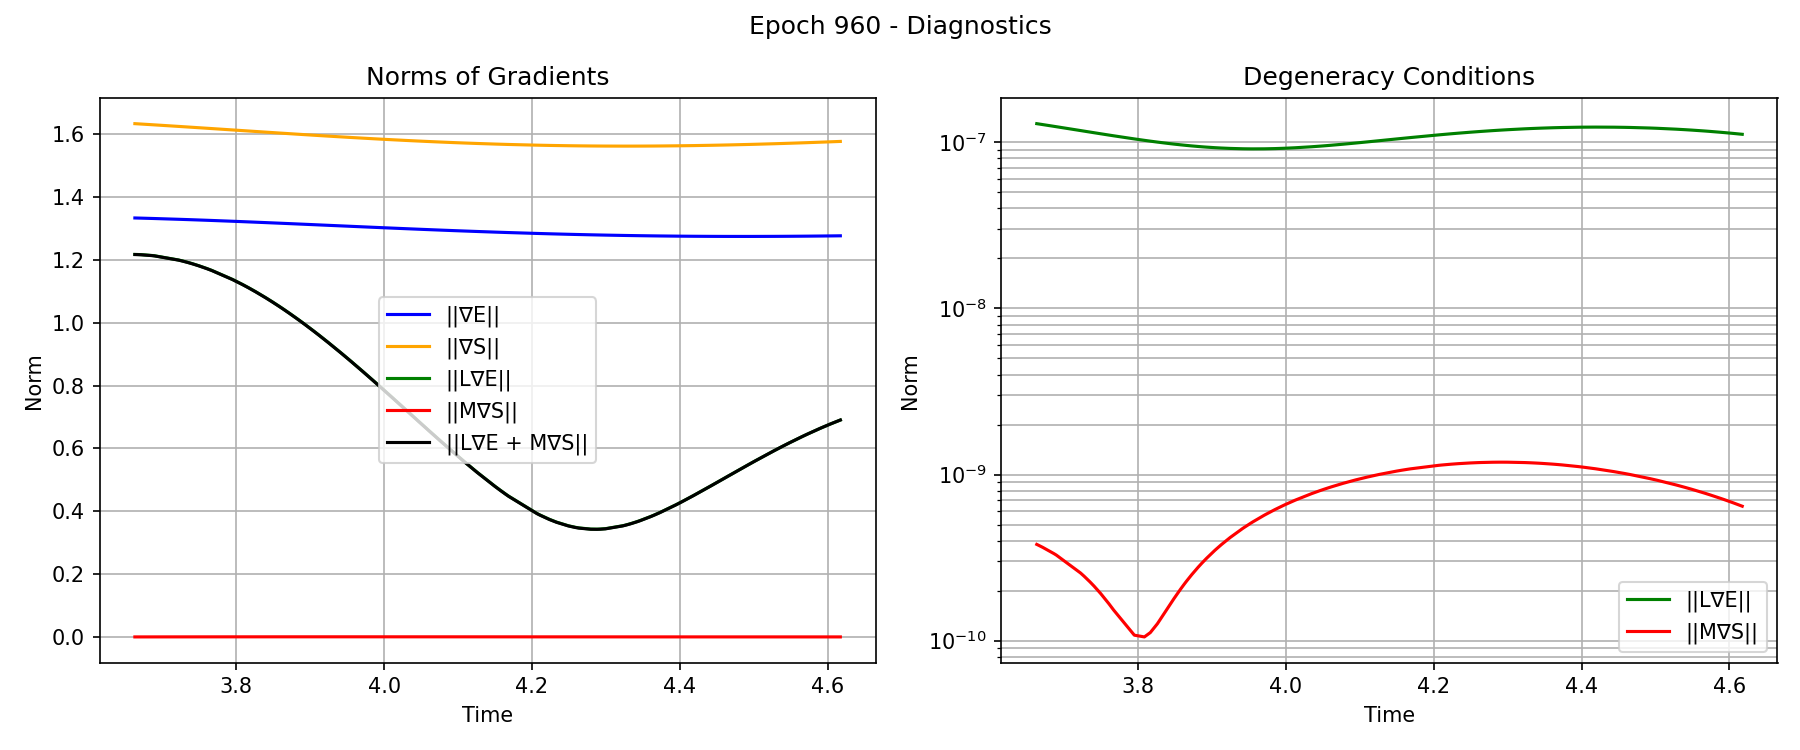 Epoch 960 - Diagnostics
Norms of Gradients
Norm
1.6
1.4
1.2
1.0
0.8
0.6
0.4
0.2
0.0
||∇E||
||∇S||
||L∇E||
||M∇S||
||L∇E + M∇S||
3.8 4.0 4.2 4.4 4.6
Time
Degeneracy Conditions
Norm
10⁻⁷
10⁻⁸
10⁻⁹
10⁻¹⁰
||L∇E||
||M∇S||
3.8 4.0 4.2 4.4 4.6
Time